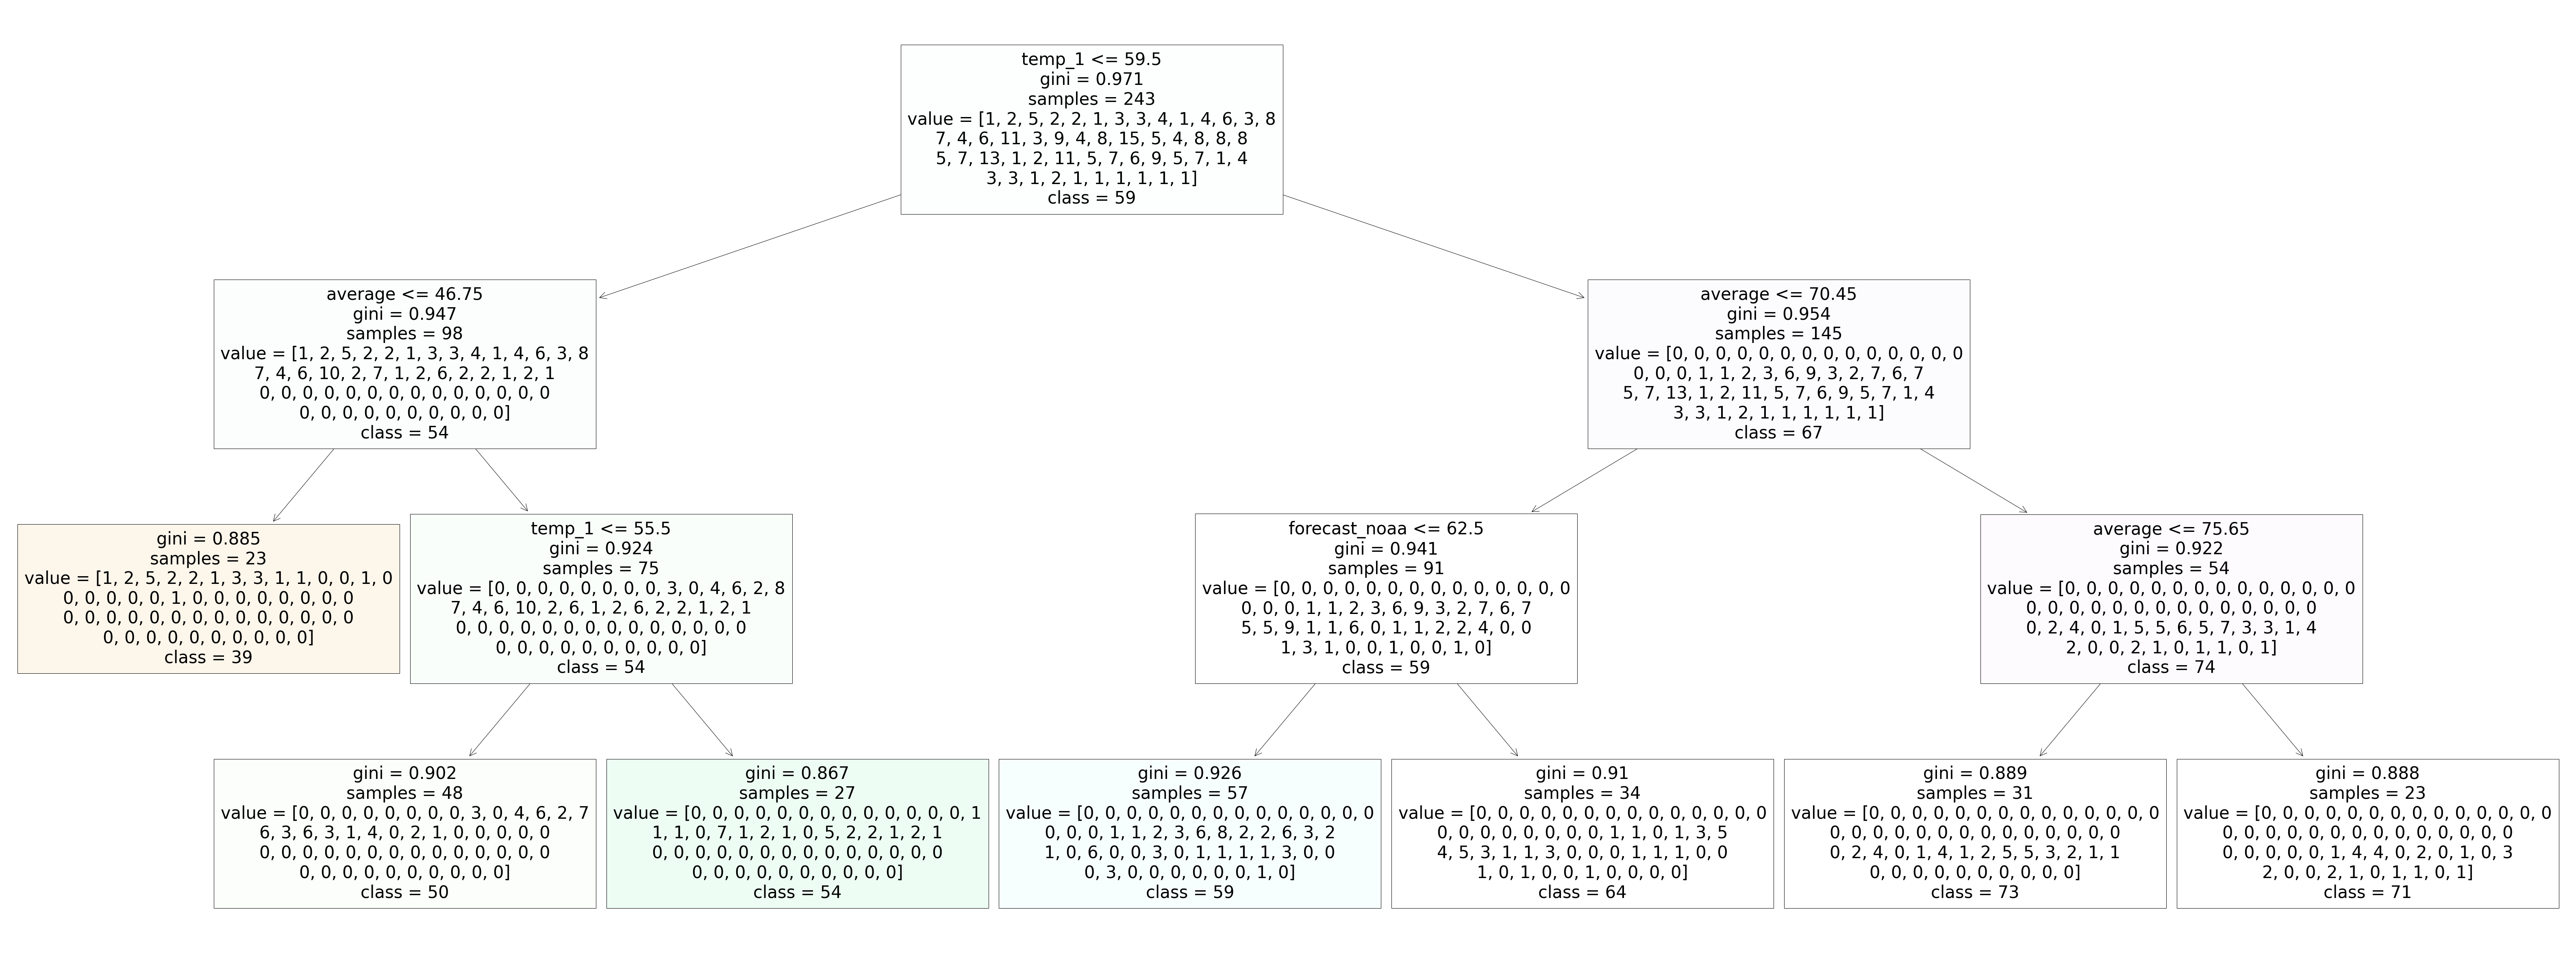 temp_1 <= 59.5
gini = 0.971
samples = 243
value = [1, 2, 5, 2, 2, 1, 3, 3, 4, 1, 4, 6, 3, 8
7, 4, 6, 11, 3, 9, 4, 8, 15, 5, 4, 8, 8, 8
5, 7, 13, 1, 2, 11, 5, 7, 6, 9, 5, 7, 1, 4
3, 3, 1, 2, 1, 1, 1, 1, 1, 1]
class = 59
average <= 46.75
gini = 0.947
samples = 98
value = [1, 2, 5, 2, 2, 1, 3, 3, 4, 1, 4, 6, 3, 8
7, 4, 6, 10, 2, 7, 1, 2, 6, 2, 2, 1, 2, 1
0, 0, 0, 0, 0, 0, 0, 0, 0, 0, 0, 0, 0, 0
0, 0, 0, 0, 0, 0, 0, 0, 0, 0]
class = 54
average <= 70.45
gini = 0.954
samples = 145
value = [0, 0, 0, 0, 0, 0, 0, 0, 0, 0, 0, 0, 0, 0
0, 0, 0, 1, 1, 2, 3, 6, 9, 3, 2, 7, 6, 7
5, 7, 13, 1, 2, 11, 5, 7, 6, 9, 5, 7, 1, 4
3, 3, 1, 2, 1, 1, 1, 1, 1, 1]
class = 67
gini = 0.885
samples = 23
value = [1, 2, 5, 2, 2, 1, 3, 3, 1, 1, 0, 0, 1, 0
0, 0, 0, 0, 0, 1, 0, 0, 0, 0, 0, 0, 0, 0
0, 0, 0, 0, 0, 0, 0, 0, 0, 0, 0, 0, 0, 0
0, 0, 0, 0, 0, 0, 0, 0, 0, 0]
class = 39
temp_1 <= 55.5
gini = 0.924
samples = 75
value = [0, 0, 0, 0, 0, 0, 0, 0, 3, 0, 4, 6, 2, 8
7, 4, 6, 10, 2, 6, 1, 2, 6, 2, 2, 1, 2, 1
0, 0, 0, 0, 0, 0, 0, 0, 0, 0, 0, 0, 0, 0
0, 0, 0, 0, 0, 0, 0, 0, 0, 0]
class = 54
forecast_noaa <= 62.5
gini = 0.941
samples = 91
value = [0, 0, 0, 0, 0, 0, 0, 0, 0, 0, 0, 0, 0, 0
0, 0, 0, 1, 1, 2, 3, 6, 9, 3, 2, 7, 6, 7
5, 5, 9, 1, 1, 6, 0, 1, 1, 2, 2, 4, 0, 0
1, 3, 1, 0, 0, 1, 0, 0, 1, 0]
class = 59
average <= 75.65
gini = 0.922
samples = 54
value = [0, 0, 0, 0, 0, 0, 0, 0, 0, 0, 0, 0, 0, 0
0, 0, 0, 0, 0, 0, 0, 0, 0, 0, 0, 0, 0, 0
0, 2, 4, 0, 1, 5, 5, 6, 5, 7, 3, 3, 1, 4
2, 0, 0, 2, 1, 0, 1, 1, 0, 1]
class = 74
gini = 0.902
samples = 48
value = [0, 0, 0, 0, 0, 0, 0, 0, 3, 0, 4, 6, 2, 7
6, 3, 6, 3, 1, 4, 0, 2, 1, 0, 0, 0, 0, 0
0, 0, 0, 0, 0, 0, 0, 0, 0, 0, 0, 0, 0, 0
0, 0, 0, 0, 0, 0, 0, 0, 0, 0]
class = 50
gini = 0.867
samples = 27
value = [0, 0, 0, 0, 0, 0, 0, 0, 0, 0, 0, 0, 0, 1
1, 1, 0, 7, 1, 2, 1, 0, 5, 2, 2, 1, 2, 1
0, 0, 0, 0, 0, 0, 0, 0, 0, 0, 0, 0, 0, 0
0, 0, 0, 0, 0, 0, 0, 0, 0, 0]
class = 54
gini = 0.926
samples = 57
value = [0, 0, 0, 0, 0, 0, 0, 0, 0, 0, 0, 0, 0, 0
0, 0, 0, 1, 1, 2, 3, 6, 8, 2, 2, 6, 3, 2
1, 0, 6, 0, 0, 3, 0, 1, 1, 1, 1, 3, 0, 0
0, 3, 0, 0, 0, 0, 0, 0, 1, 0]
class = 59
gini = 0.91
samples = 34
value = [0, 0, 0, 0, 0, 0, 0, 0, 0, 0, 0, 0, 0, 0
0, 0, 0, 0, 0, 0, 0, 0, 1, 1, 0, 1, 3, 5
4, 5, 3, 1, 1, 3, 0, 0, 0, 1, 1, 1, 0, 0
1, 0, 1, 0, 0, 1, 0, 0, 0, 0]
class = 64
gini = 0.889
samples = 31
value = [0, 0, 0, 0, 0, 0, 0, 0, 0, 0, 0, 0, 0, 0
0, 0, 0, 0, 0, 0, 0, 0, 0, 0, 0, 0, 0, 0
0, 2, 4, 0, 1, 4, 1, 2, 5, 5, 3, 2, 1, 1
0, 0, 0, 0, 0, 0, 0, 0, 0, 0]
class = 73
gini = 0.888
samples = 23
value = [0, 0, 0, 0, 0, 0, 0, 0, 0, 0, 0, 0, 0, 0
0, 0, 0, 0, 0, 0, 0, 0, 0, 0, 0, 0, 0, 0
0, 0, 0, 0, 0, 1, 4, 4, 0, 2, 0, 1, 0, 3
2, 0, 0, 2, 1, 0, 1, 1, 0, 1]
class = 71